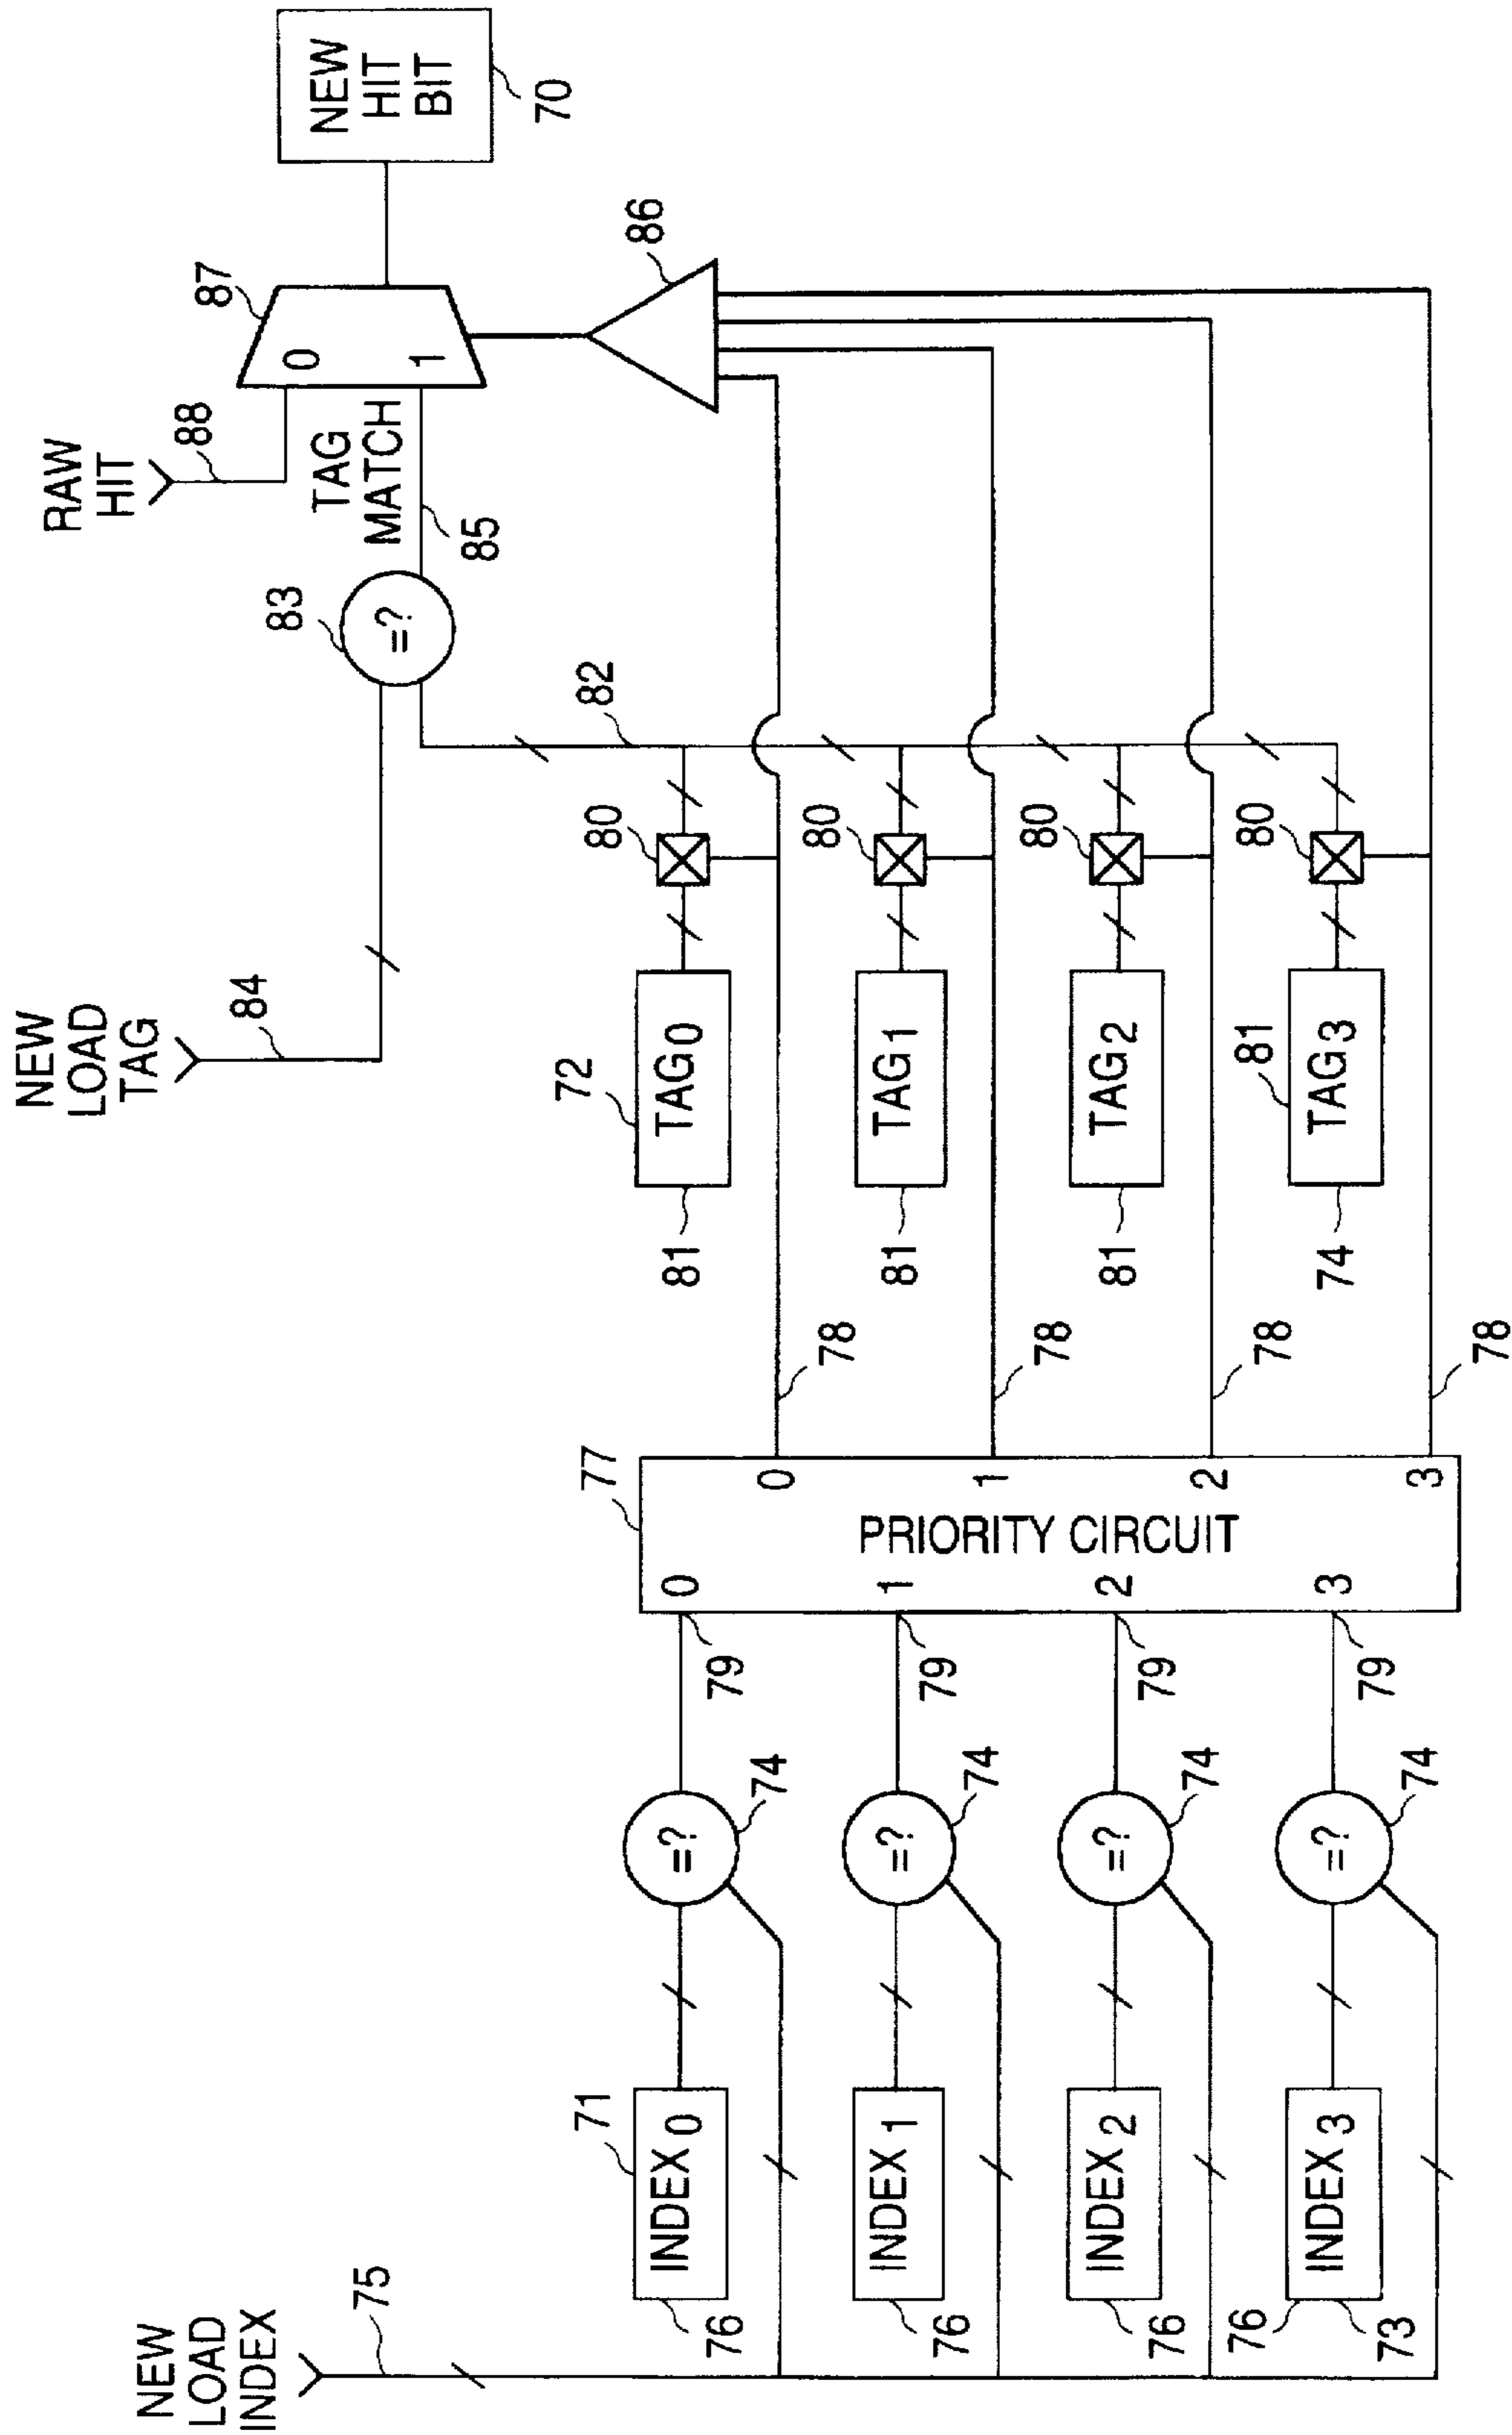 NEW
LOAD
INDEX
75
NEW
LOAD
TAG
84
RAW
HIT
88
TAG
MATCH
85
83
=?
87
0
1
NEW
HIT
BIT
70
86
82
71
INDEX0
76
=?
74
79
77
PRIORITY CIRCUIT
0
0
78
72
TAG0
81
80
INDEX1
76
=?
74
79
1
1
78
TAG1
81
80
INDEX2
76
=?
74
79
2
2
78
TAG2
81
80
INDEX3
76
73
=?
74
79
3
3
78
81
TAG3
74
80